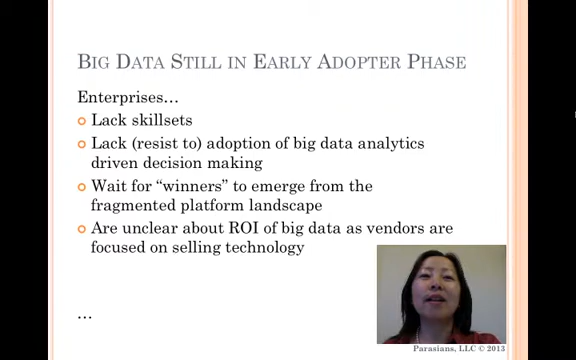 BIG DATA STILL IN EARLY ADOPTER PHASE
Enterprises…
Lack skillsets
Lack (resist to) adoption of big data analytics
driven decision making
Wait for “winners” to emerge from the
fragmented platform landscape
Are unclear about ROI of big data as vendors are
focused on selling technology
…
Parasians, LLC © 2013